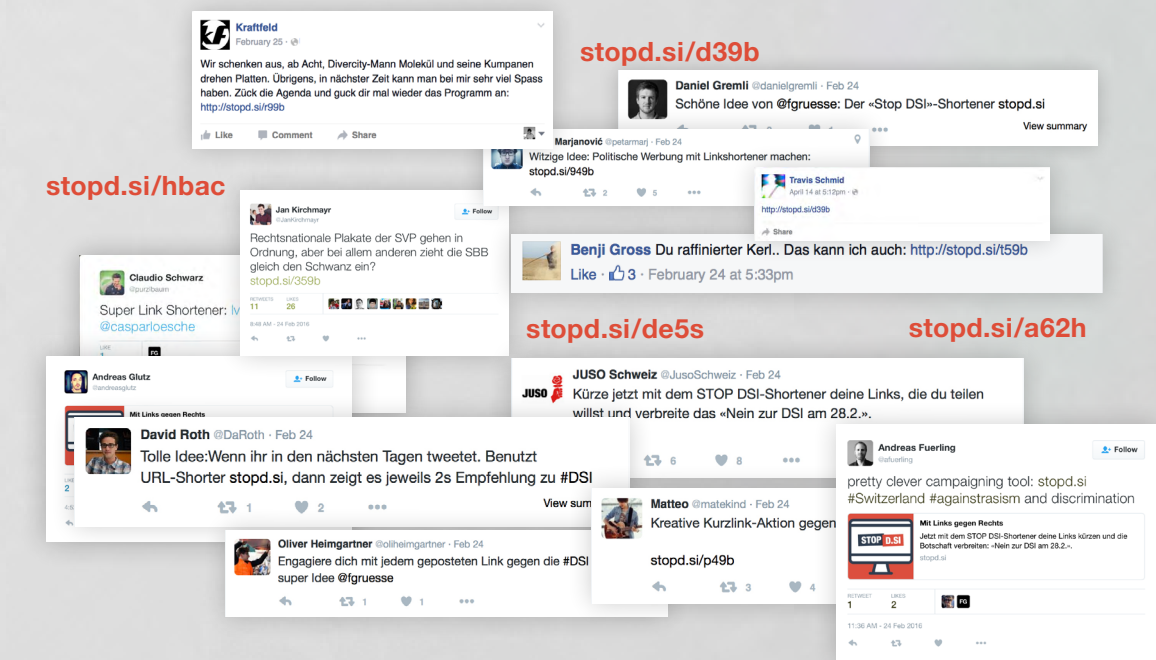 Kraftfeld
February 25
Wir schenken aus, ab Acht, Divercity-Mann Molekül und seine Kumpanen
drehen Platten. Übrigens, in nächster Zeit kann man bei mir sehr viel Spass
haben. Zück die Agenda und guck dir mal wieder das Programm an:
http://stopd.si/r99b
Like Comment Share
stopd.si/d39b
Daniel Gremli @danielgremli · Feb 24
Schöne Idee von @fgruesse: Der «Stop DSI»-Shortener stopd.si
View summary
Marjanović @petarmarj · Feb 24
Witzige Idee: Politische Werbung mit Linkshortener machen:
stopd.si/949b
2 5
Travis Schmid
April 14 at 5:12pm
http://stopd.si/d39b
Share
stopd.si/hbac
Jan Kirchmayr
@JanKirchmayr
Follow
Rechtsnationale Plakate der SVP gehen in
Ordnung, aber bei allem anderen zieht die SBB
gleich den Schwanz ein?
stopd.si/359b
RETWEETS LIKES
11 26
8:48 AM - 24 Feb 2016
Benji Gross Du raffinierter Kerl.. Das kann ich auch: http://stopd.si/t59b
Like · 3 · February 24 at 5:33pm
Claudio Schwarz
@purzlbaum
Super Link Shortener:
@casparloesche
LIKE
FG
stopd.si/de5s
stopd.si/a62h
Andreas Glutz
@andreasglutz
Follow
Mit Links gegen Rechts
2
JUSO
JUSO Schweiz @JusoSchweiz · Feb 24
Kürze jetzt mit dem STOP DSI-Shortener deine Links, die du teilen
willst und verbreite das «Nein zur DSI am 28.2.».
6 8
David Roth @DaRoth · Feb 24
Tolle Idee:Wenn ihr in den nächsten Tagen tweetet. Benutzt
URL-Shorter stopd.si, dann zeigt es jeweils 2s Empfehlung zu #DSI
1 2
View sum
Matteo @matekind · Feb 24
Kreative Kurzlink-Aktion gegen
stopd.si/p49b
3 4
Oliver Heimgartner @oliheimgartner · Feb 24
Engagiere dich mit jedem geposteten Link gegen die #DSI
super Idee @fgruesse
1 1
Andreas Fuerling
@afuerling
Follow
pretty clever campaigning tool: stopd.si
#Switzerland #againstrasism and discrimination
STOP D.SI
Mit Links gegen Rechts
Jetzt mit dem STOP DSI-Shortener deine Links kürzen und die
Botschaft verbreiten: «Nein zur DSI am 28.2.».
stopd.si
RETWEET LIKES
1 2
FG
11:36 AM - 24 Feb 2016